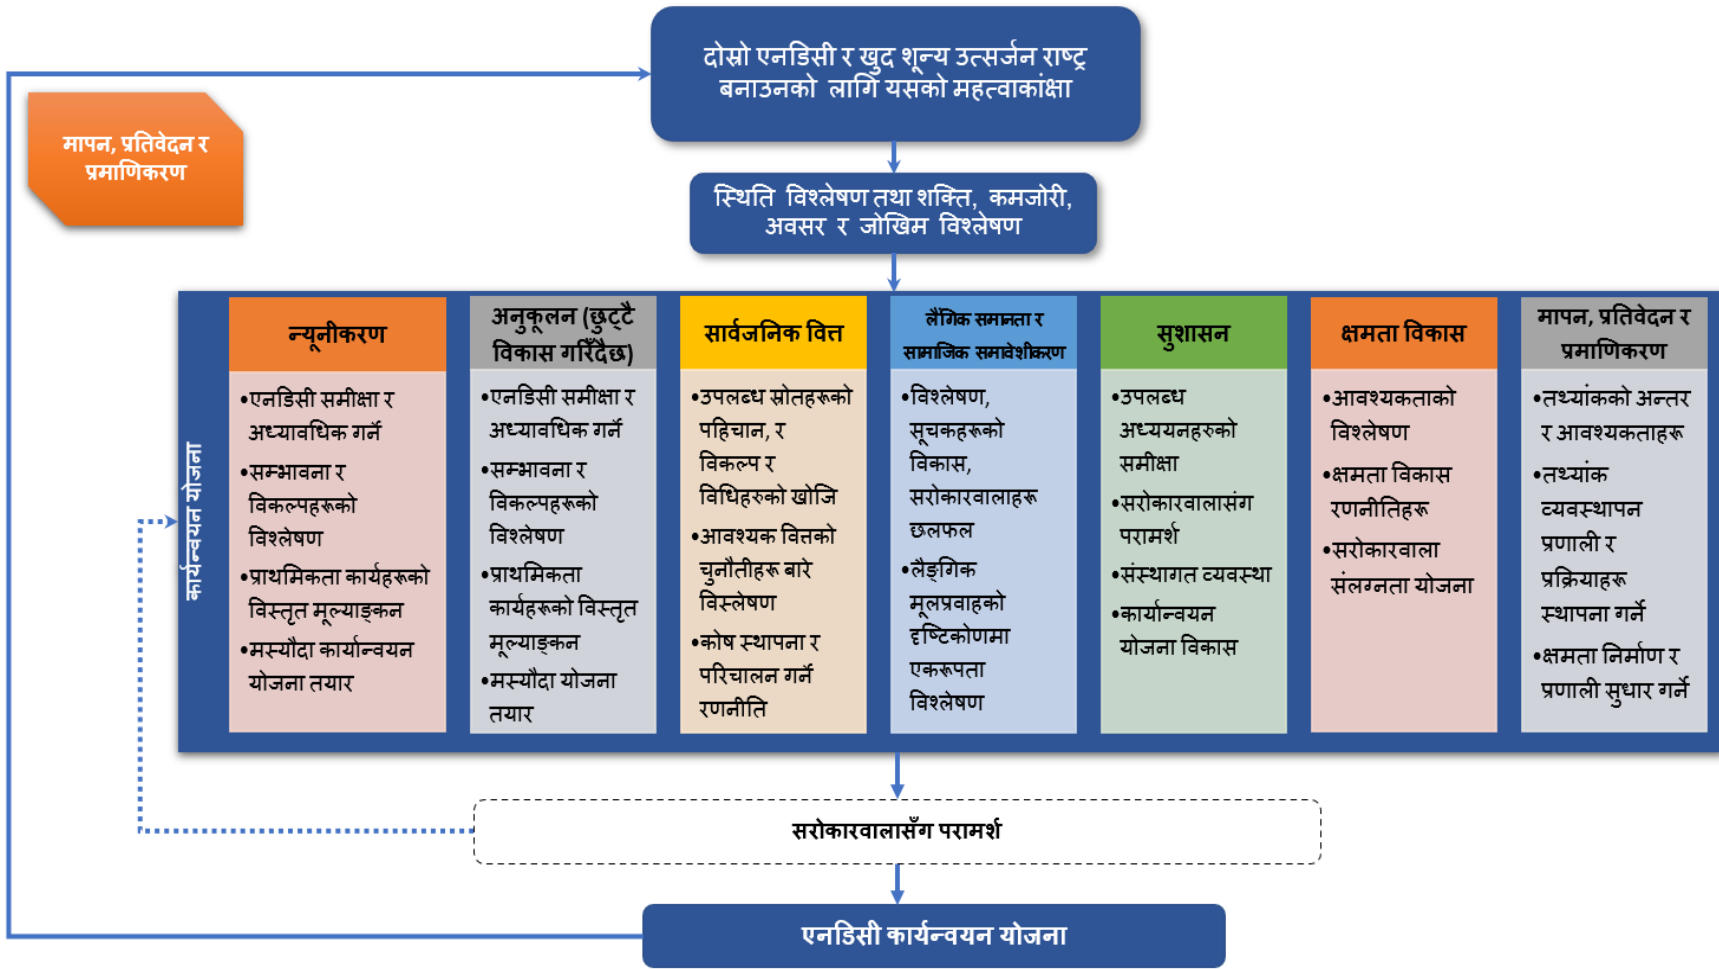 दोस्रो एनडिसी र खुद शून्य उत्सर्जन राष्ट्र
बनाउनको लागि यसको महत्वाकांक्षा
मापन, प्रतिवेदन र
प्रमाणिकरण
स्थिति विश्लेषण तथा शक्ति, कमजोरी,
अवसर र जोखिम विश्लेषण
कार्यन्वयन योजना
न्यूनीकरण
•एनडिसी समीक्षा र
अध्यावधिक गर्ने
•सम्भावना र
विकल्पहरूको
विश्लेषण
•प्राथमिकता कार्यहरूको
विस्तृत मूल्याङ्कन
•मस्यौदा कार्यान्वयन
योजना तयार
अनुकूलन (छुट्टै
विकास गरिँदैछ)
•एनडिसी समीक्षा र
अध्यावधिक गर्ने
•सम्भावना र
विकल्पहरूको
विश्लेषण
•प्राथमिकता
कार्यहरूको विस्तृत
मूल्याङ्कन
•मस्यौदा योजना
तयार
सार्वजनिक वित्त
•उपलब्ध स्रोतहरूको
पहिचान, र
विकल्प र
विधिहरुको खोजि
•आवश्यक वित्तको
चुनौतीहरू बारे
विस्लेषण
•कोष स्थापना र
परिचालन गर्ने
रणनीति
लैंगिक समानता र
सामाजिक समावेशीकरण
•विश्लेषण,
सूचकहरूको
विकास,
सरोकारवालाहरू
छलफल
•लैङ्गिक
मूलप्रवाहको
दृष्टिकोणमा
एकरूपता
विश्लेषण
सुशासन
•उपलब्ध
अध्ययनहरुको
समीक्षा
•सरोकारवालासंग
परामर्श
•संस्थागत व्यवस्था
•कार्यान्वयन
योजना विकास
क्षमता विकास
•आवश्यकताको
विश्लेषण
•क्षमता विकास
रणनीतिहरू
•सरोकारवाला
संलग्नता योजना
मापन, प्रतिवेदन र
प्रमाणिकरण
•तथ्यांकको अन्तर
र आवश्यकताहरू
•तथ्यांक
व्यवस्थापन
प्रणाली र
प्रक्रियाहरू
स्थापना गर्ने
•क्षमता निर्माण र
प्रणाली सुधार गर्ने
सरोकारवालासँग परामर्श
एनडिसी कार्यन्वयन योजना